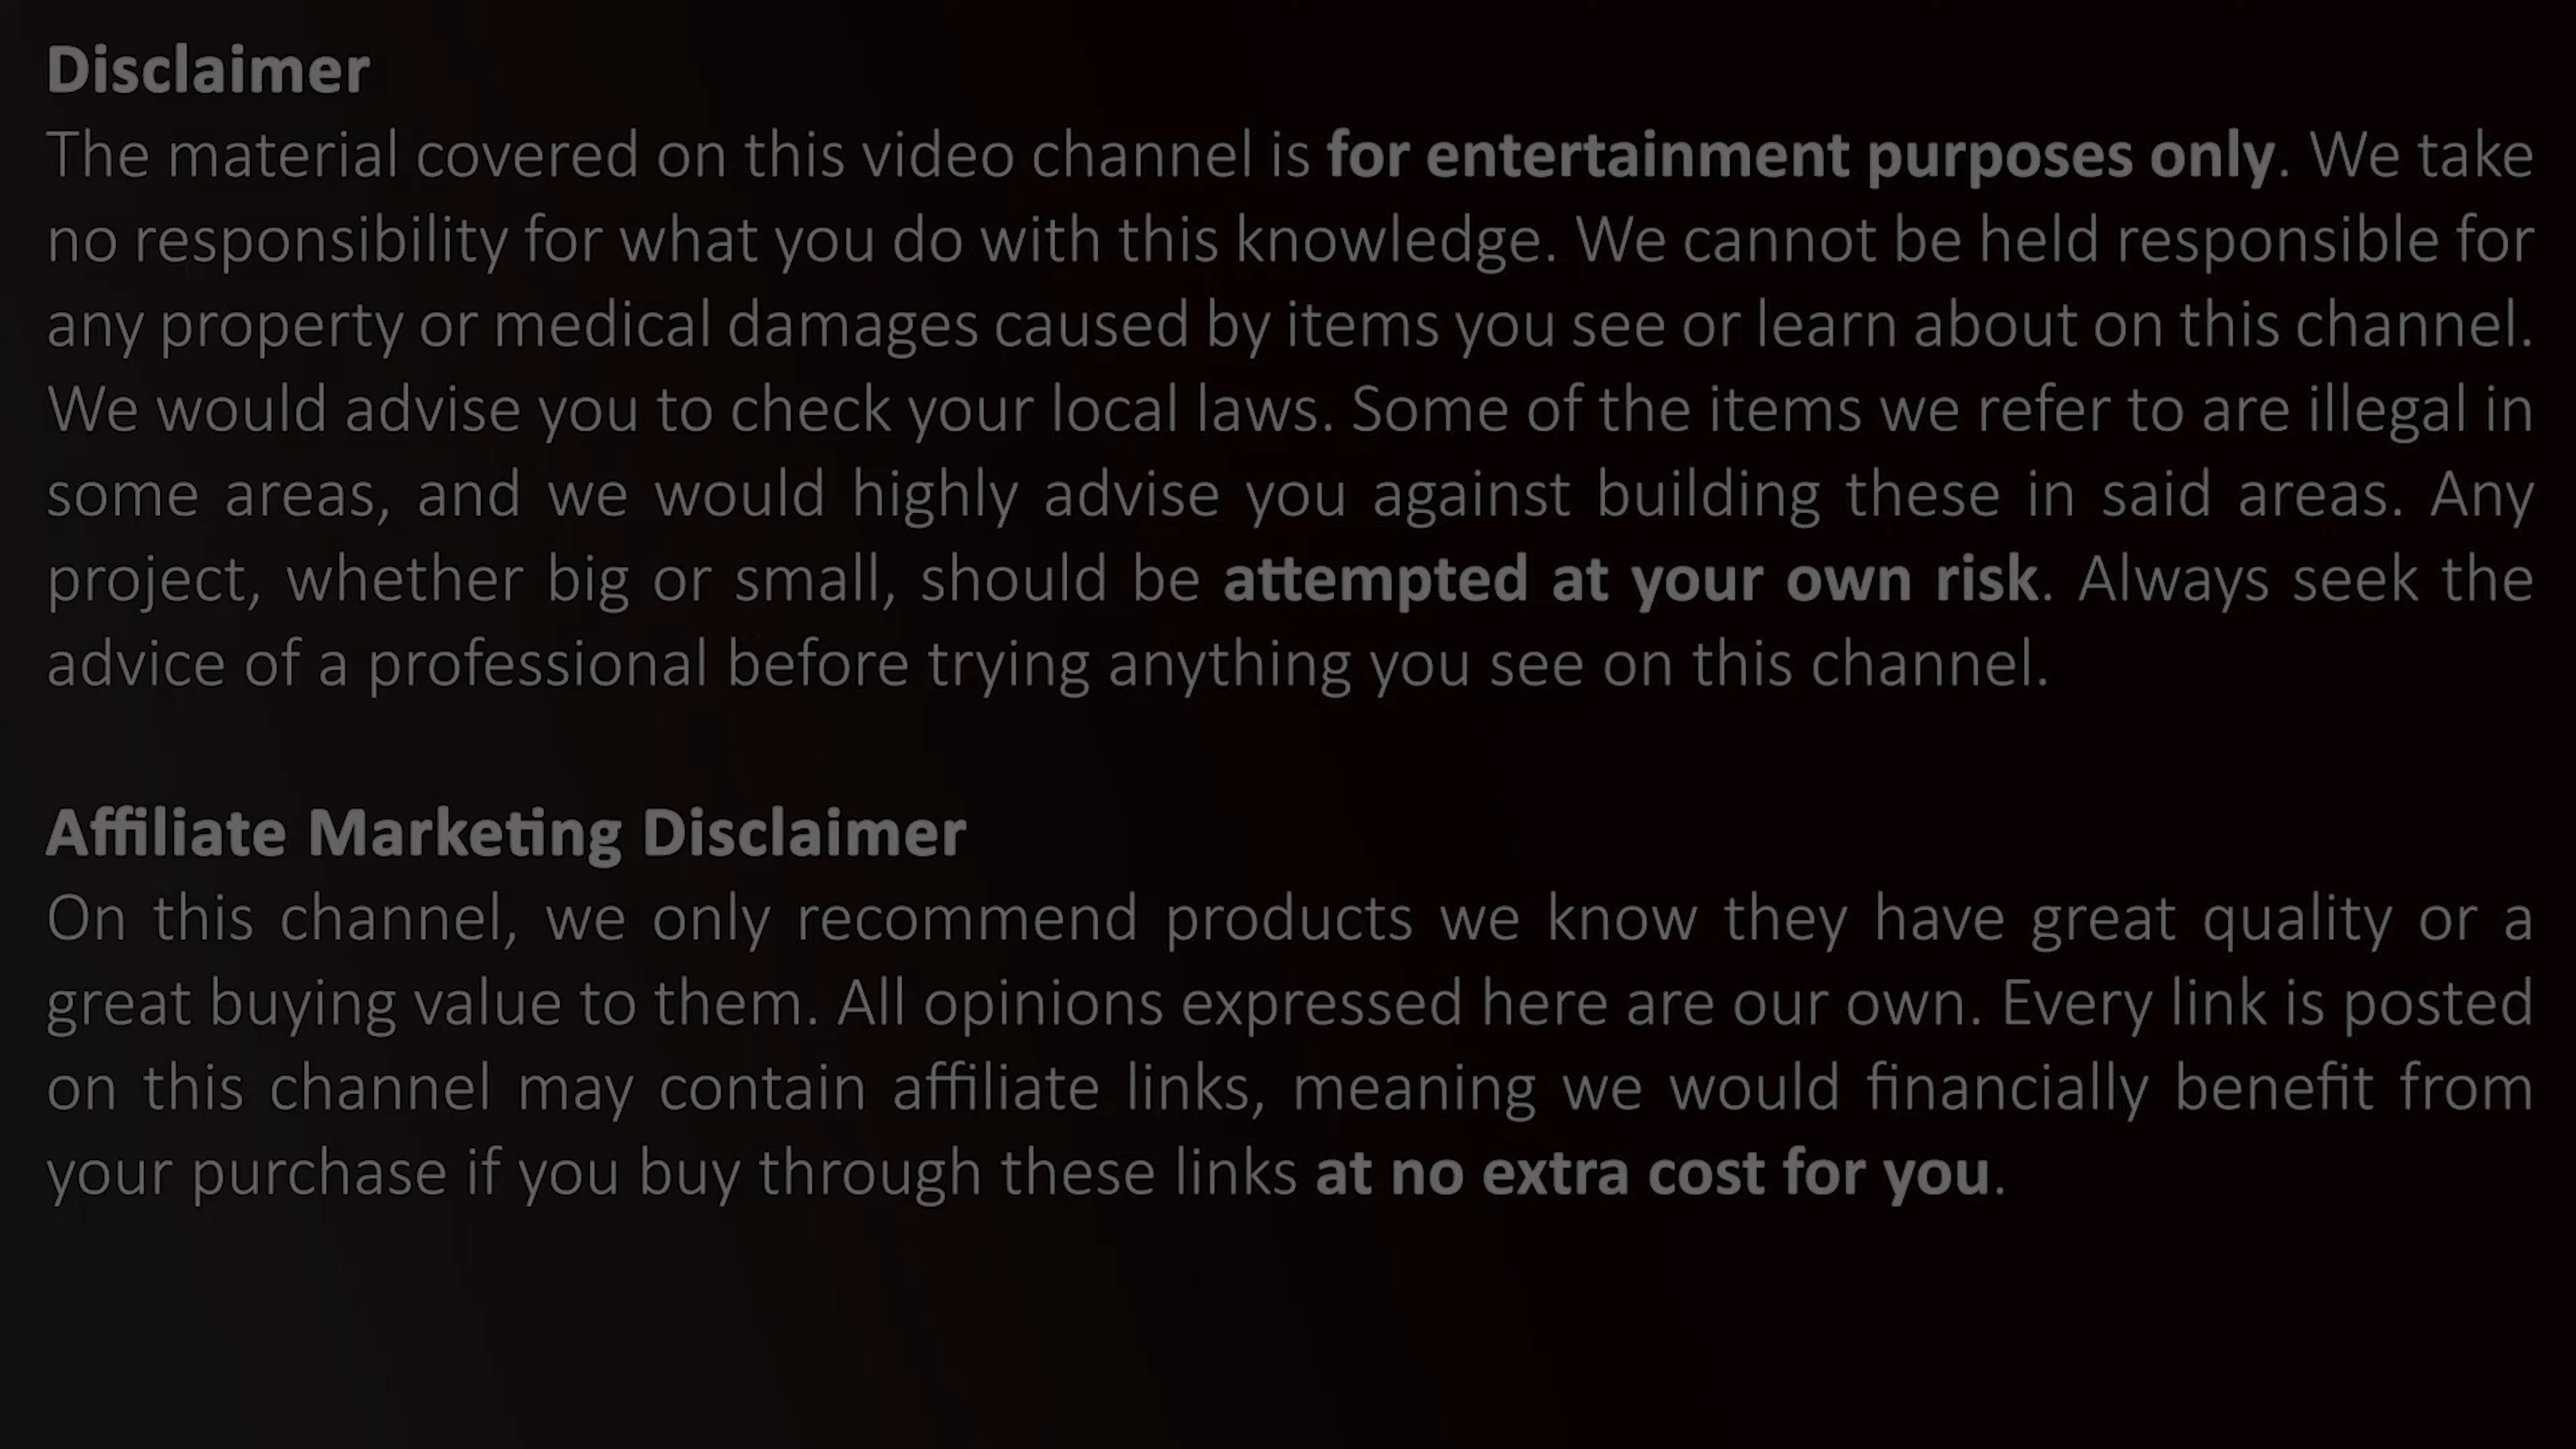 Disclaimer
The material covered on this video channel is for entertainment purposes only. We take
no responsibility for what you do with this knowledge. We cannot be held responsible for
any property or medical damages caused by items you see or learn about on this channel.
We would advise you to check your local laws. Some of the items we refer to are illegal in
some areas, and we would highly advise you against building these in said areas. Any
project, whether big or small, should be attempted at your own risk. Always seek the
advice of a professional before trying anything you see on this channel.
Affiliate Marketing Disclaimer
On this channel, we only recommend products we know they have great quality or a
great buying value to them. All opinions expressed here are our own. Every link is posted
on this channel may contain affiliate links, meaning we would financially benefit from
your purchase if you buy through these links at no extra cost for you.